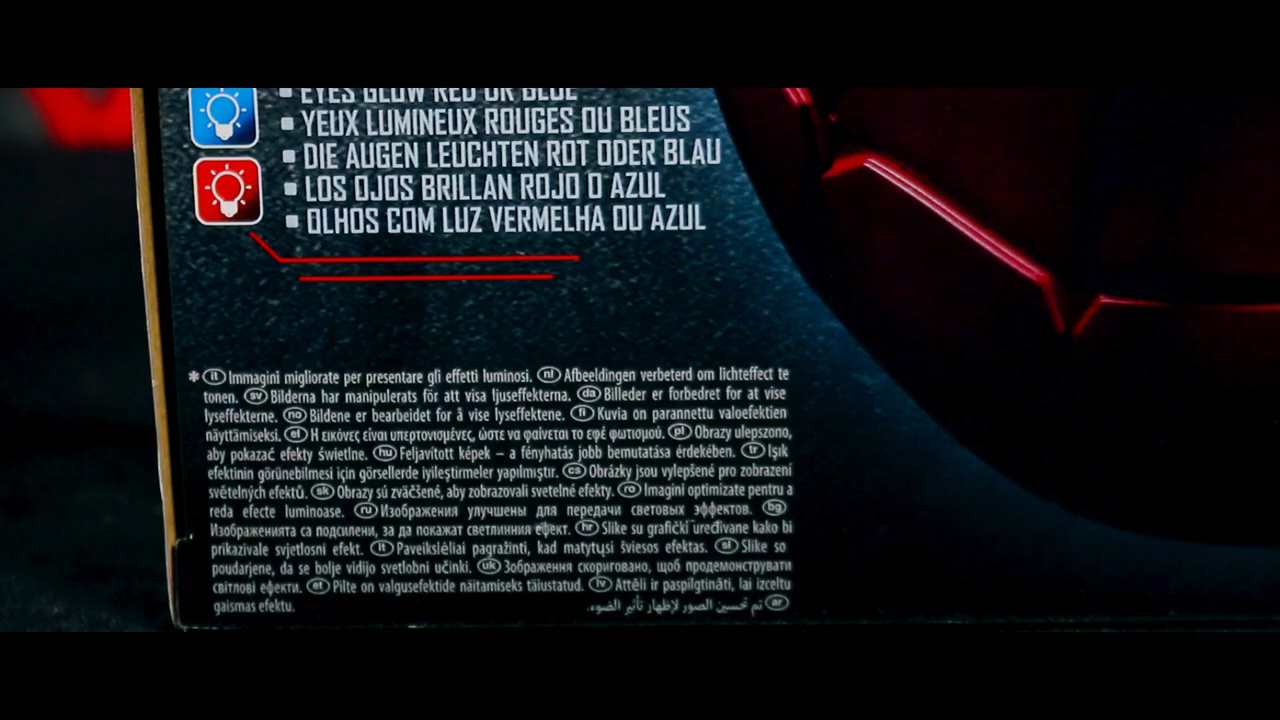 EYES GLOW RED OR BLUE
YEUX LUMINEUX ROUGES OU BLEUS
DIE AUGEN LEUCHTEN ROT ODER BLAU
LOS OJOS BRILLAN ROJO O AZUL
OLHOS COM LUZ VERMELHA OU AZUL
* it Immagini migliorate per presentare gli effetti luminosi. nl Afbeeldingen verbeterd om lichteffect te
tonen. sv Bilderna har manipulerats för att visa ljuseffekterna. da Billeder er forbedret for at vise
lyseffekterne. no Bildene er bearbeidet for å vise lyseffektene. fi Kuvia on parannettu valoefektien
näyttämiseksi. el Η εικόνες είναι υπερτονισμένες, ώστε να φαίνεται το εφέ φωτισμού. pl Obrazy ulepszono,
aby pokazać efekty świetlne. hu Feljavított képek – a fényhatás jobb bemutatása érdekében. tr Işık
efektinin görünebilmesi için görsellerde iyileştirmeler yapılmıştır. cs Obrázky jsou vylepšené pro zobrazení
světelných efektů. sk Obrazy sú zväčšené, aby zobrazovali svetelné efekty. ro Imagini optimizate pentru a
reda efecte luminoase. ru Изображения улучшены для передачи световых эффектов. bg
Изображенията са подсилени, за да покажат светлинния ефект. hr Slike su grafički uređivane kako bi
prikazivale svjetlosni efekt. lt Paveikslėliai pagražinti, kad matytųsi šviesos efektas. sl Slike so
poudarjene, da se bolje vidijo svetlobni učinki. uk Зображення скориговано, щоб продемонструвати
світлові ефекти. et Pilte on valgusefektide näitamiseks täiustatud. lv Attēli ir paspilgtināti, lai izceltu
gaismas efektu. ar تم تحسين الصور لإظهار تأثير الضوء.